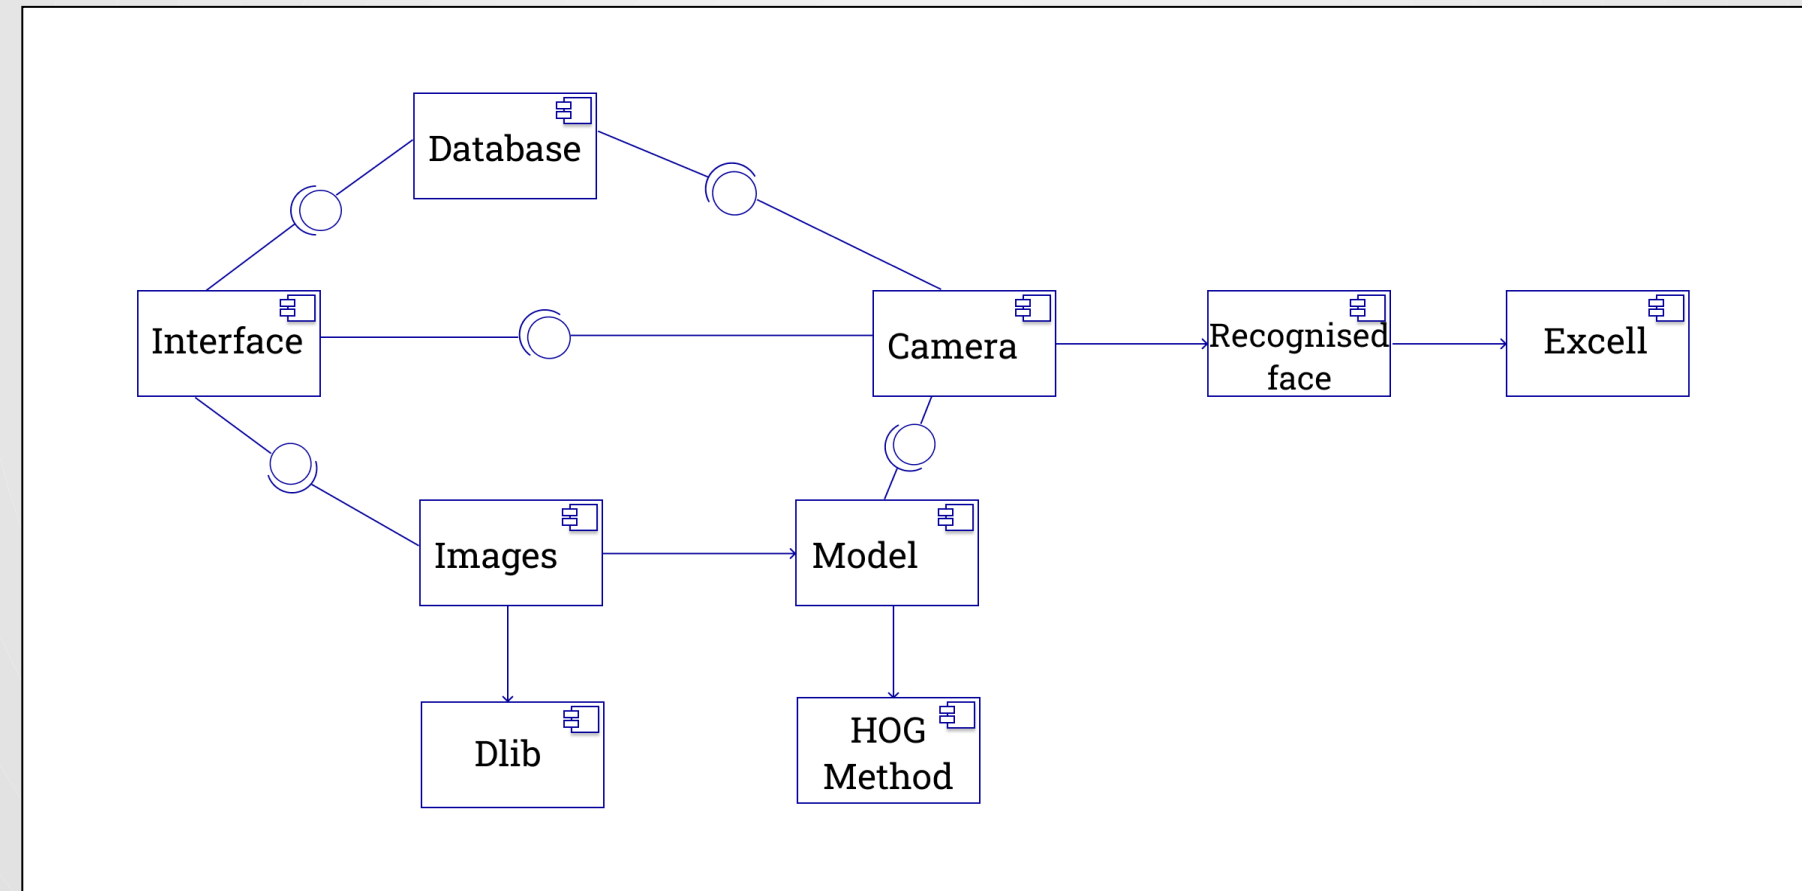 Database
Interface
Camera
Recognised
face
Excell
Images
Model
Dlib
HOG
Method